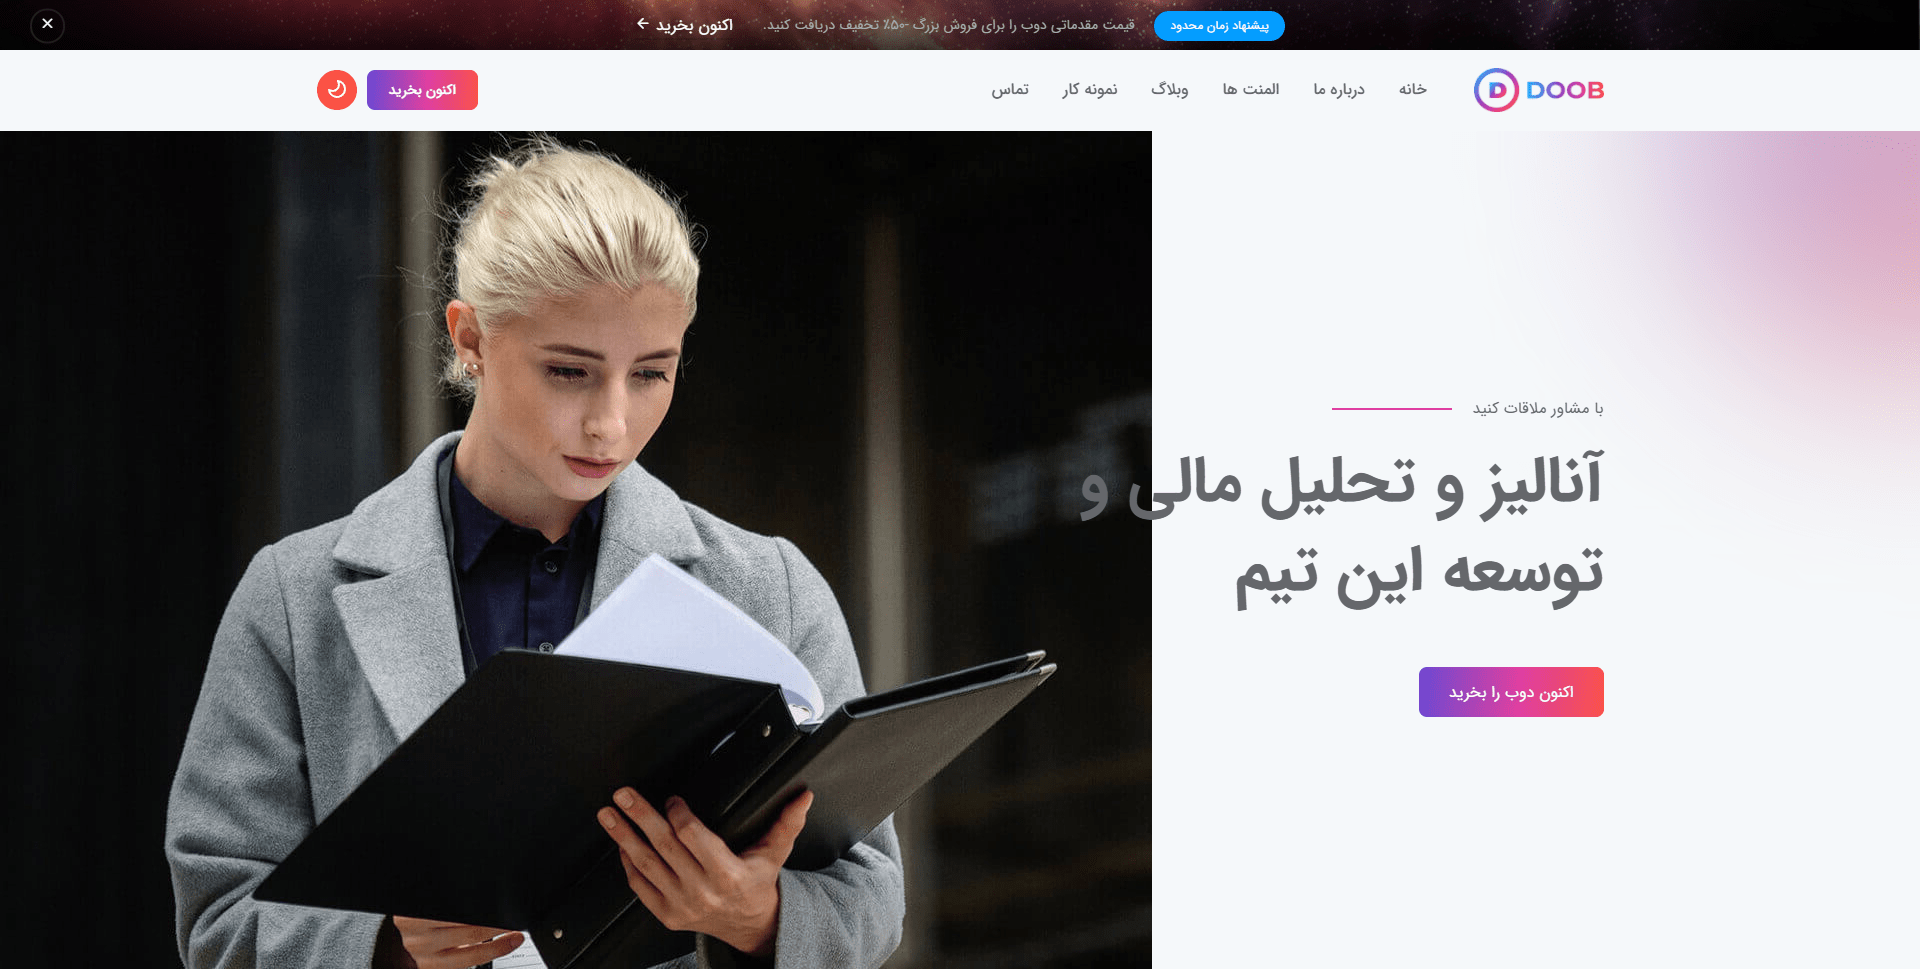 پیشنهاد زمان محدود
قیمت مقدماتی دوب را برای فروش بزرگ -۵۰٪ تخفیف دریافت کنید.
اکنون بخرید
DOOB
خانه
درباره ما
المنت ها
وبلاگ
نمونه کار
تماس
اکنون بخرید
با مشاور ملاقات کنید
آنالیز و تحلیل مالی و
توسعه این تیم
اکنون دوب را بخرید